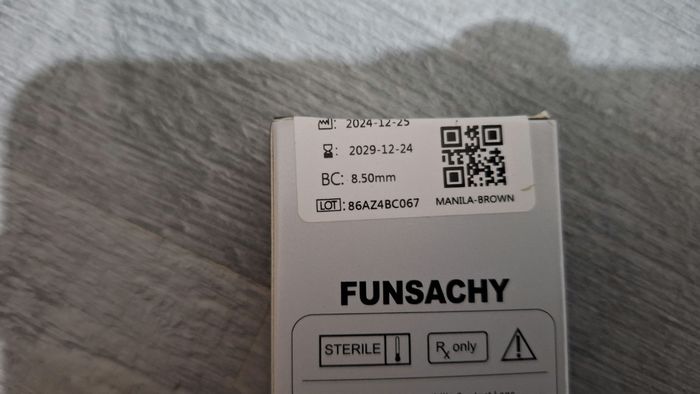 : 2024-12-25
: 2029-12-24
BC: 8.50mm
LOT: 86AZ4BC067
MANILA-BROWN
FUNSACHY
STERILE
Rx only